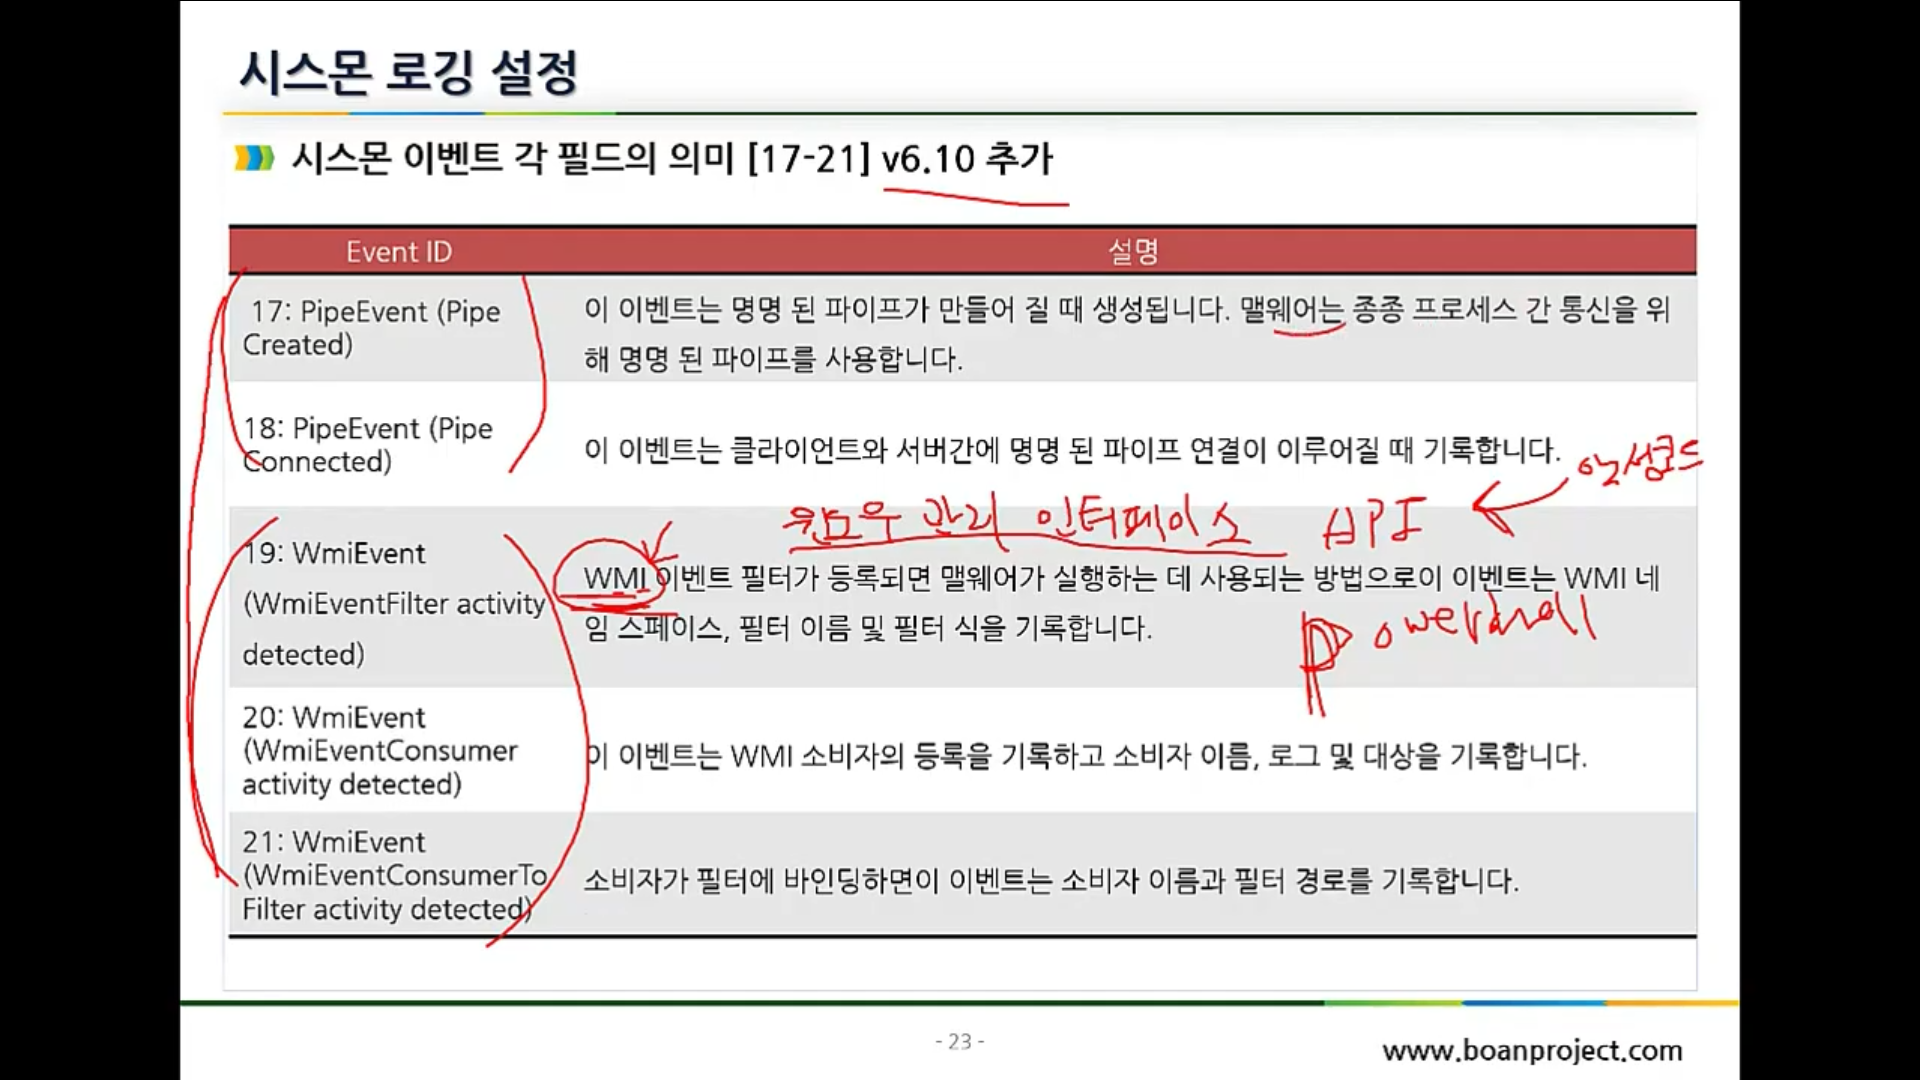 시스몬 로깅 설정
시스몬 이벤트 각 필드의 의미 [17-21] v6.10 추가
Event ID
설명
17: PipeEvent (Pipe
Created)
이 이벤트는 명명 된 파이프가 만들어 질 때 생성됩니다. 맬웨어는 종종 프로세스 간 통신을 위
해 명명 된 파이프를 사용합니다.
18: PipeEvent (Pipe
Connected)
이 이벤트는 클라이언트와 서버간에 명명 된 파이프 연결이 이루어질 때 기록합니다.
윈도우 관리 인터페이스 API
19: WmiEvent
(WmiEventFilter activity
detected)
WMI 이벤트 필터가 등록되면 맬웨어가 실행하는 데 사용되는 방법으로이 이벤트는 WMI 네
임 스페이스, 필터 이름 및 필터 식을 기록합니다.
20: WmiEvent
(WmiEventConsumer
activity detected)
이 이벤트는 WMI 소비자의 등록을 기록하고 소비자 이름, 로그 및 대상을 기록합니다.
21: WmiEvent
(WmiEventConsumerTo
Filter activity detected)
소비자가 필터에 바인딩하면이 이벤트는 소비자 이름과 필터 경로를 기록합니다.
- 23 -
www.boanproject.com